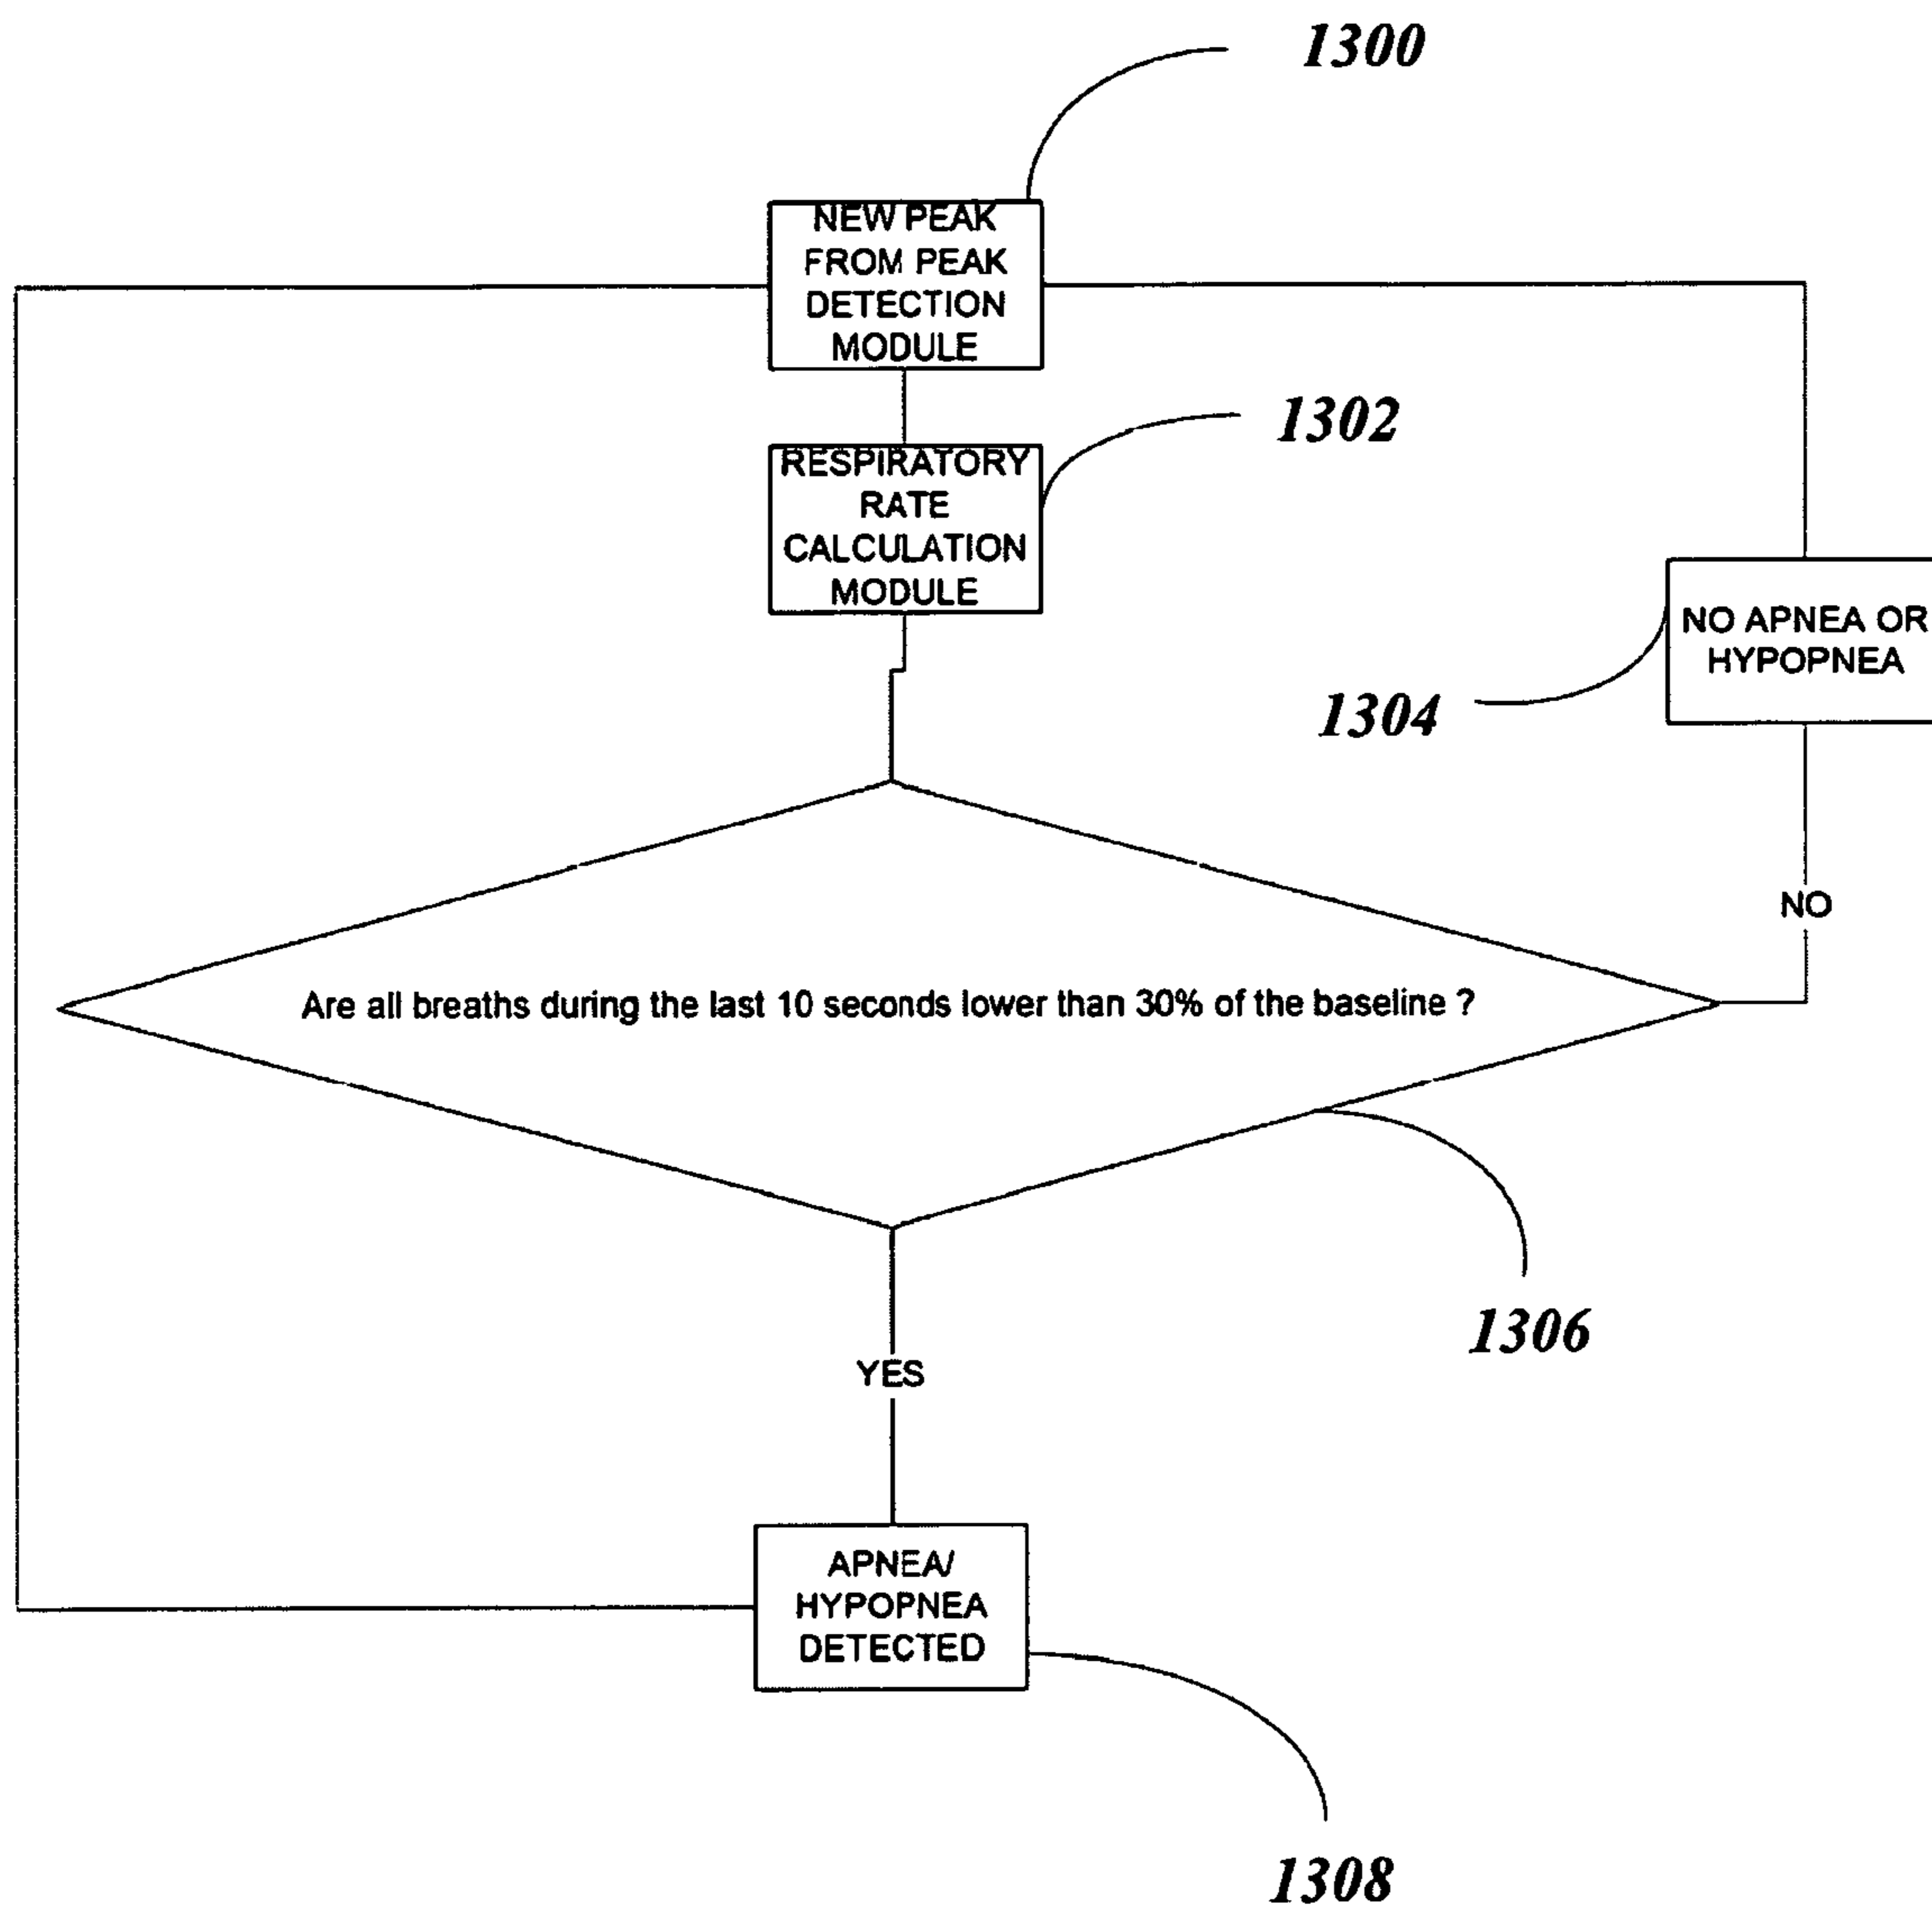 1300
NEW PEAK
FROM PEAK
DETECTION
MODULE
1302
RESPIRATORY
RATE
CALCULATION
MODULE
NO APNEA OR
HYPOPNEA
1304
NO
Are all breaths during the last 10 seconds lower than 30% of the baseline ?
1306
YES
APNEA/
HYPOPNEA
DETECTED
1308